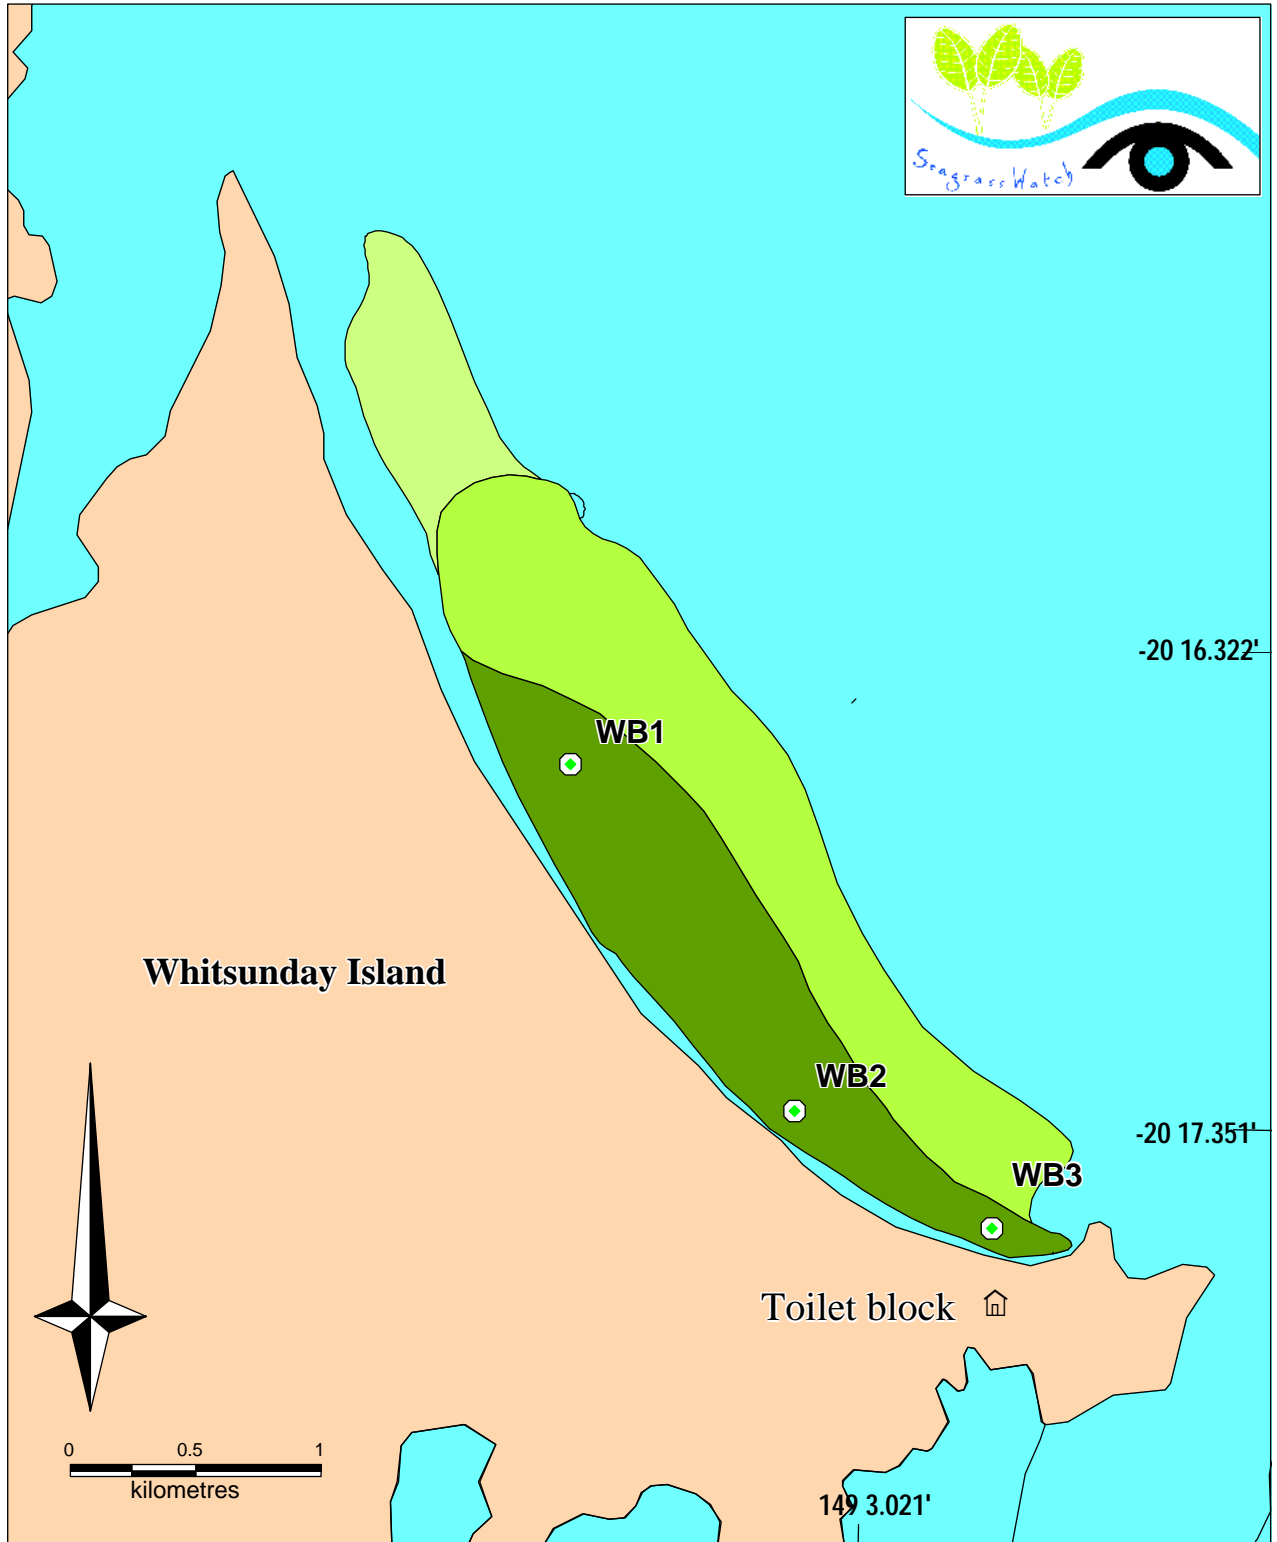 Seagrass Watch
-20 16.322'
WB1
Whitsunday Island
WB2
-20 17.351'
WB3
Toilet block
0 0.5 1
kilometres
149 3.021'